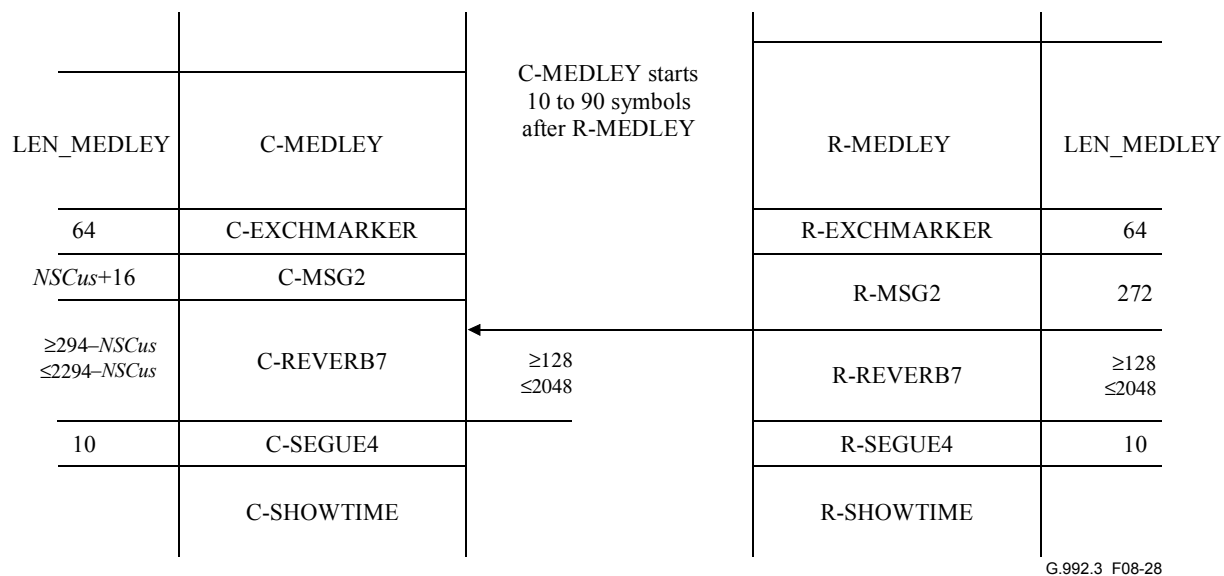 C-MEDLEY starts
10 to 90 symbols
after R-MEDLEY
LEN_MEDLEY C-MEDLEY R-MEDLEY LEN_MEDLEY
64 C-EXCHMARKER R-EXCHMARKER 64
NSCus+16 C-MSG2 R-MSG2 272
≥294–NSCus
≤2294–NSCus
C-REVERB7
≥128
≤2048
R-REVERB7
≥128
≤2048
10 C-SEGUE4 R-SEGUE4 10
C-SHOWTIME R-SHOWTIME
G.992.3_F08-28